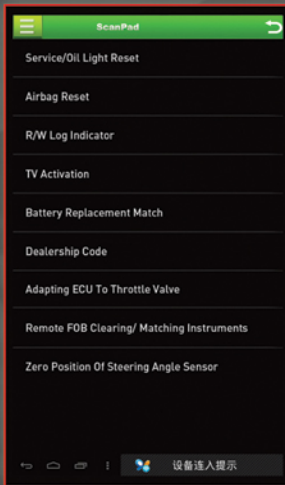 ScanPad
Service/Oil Light Reset
Airbag Reset
R/W Log Indicator
TV Activation
Battery Replacement Match
Dealership Code
Adapting ECU To Throttle Valve
Remote FOB Clearing/ Matching Instruments
Zero Position Of Steering Angle Sensor
设备连入提示